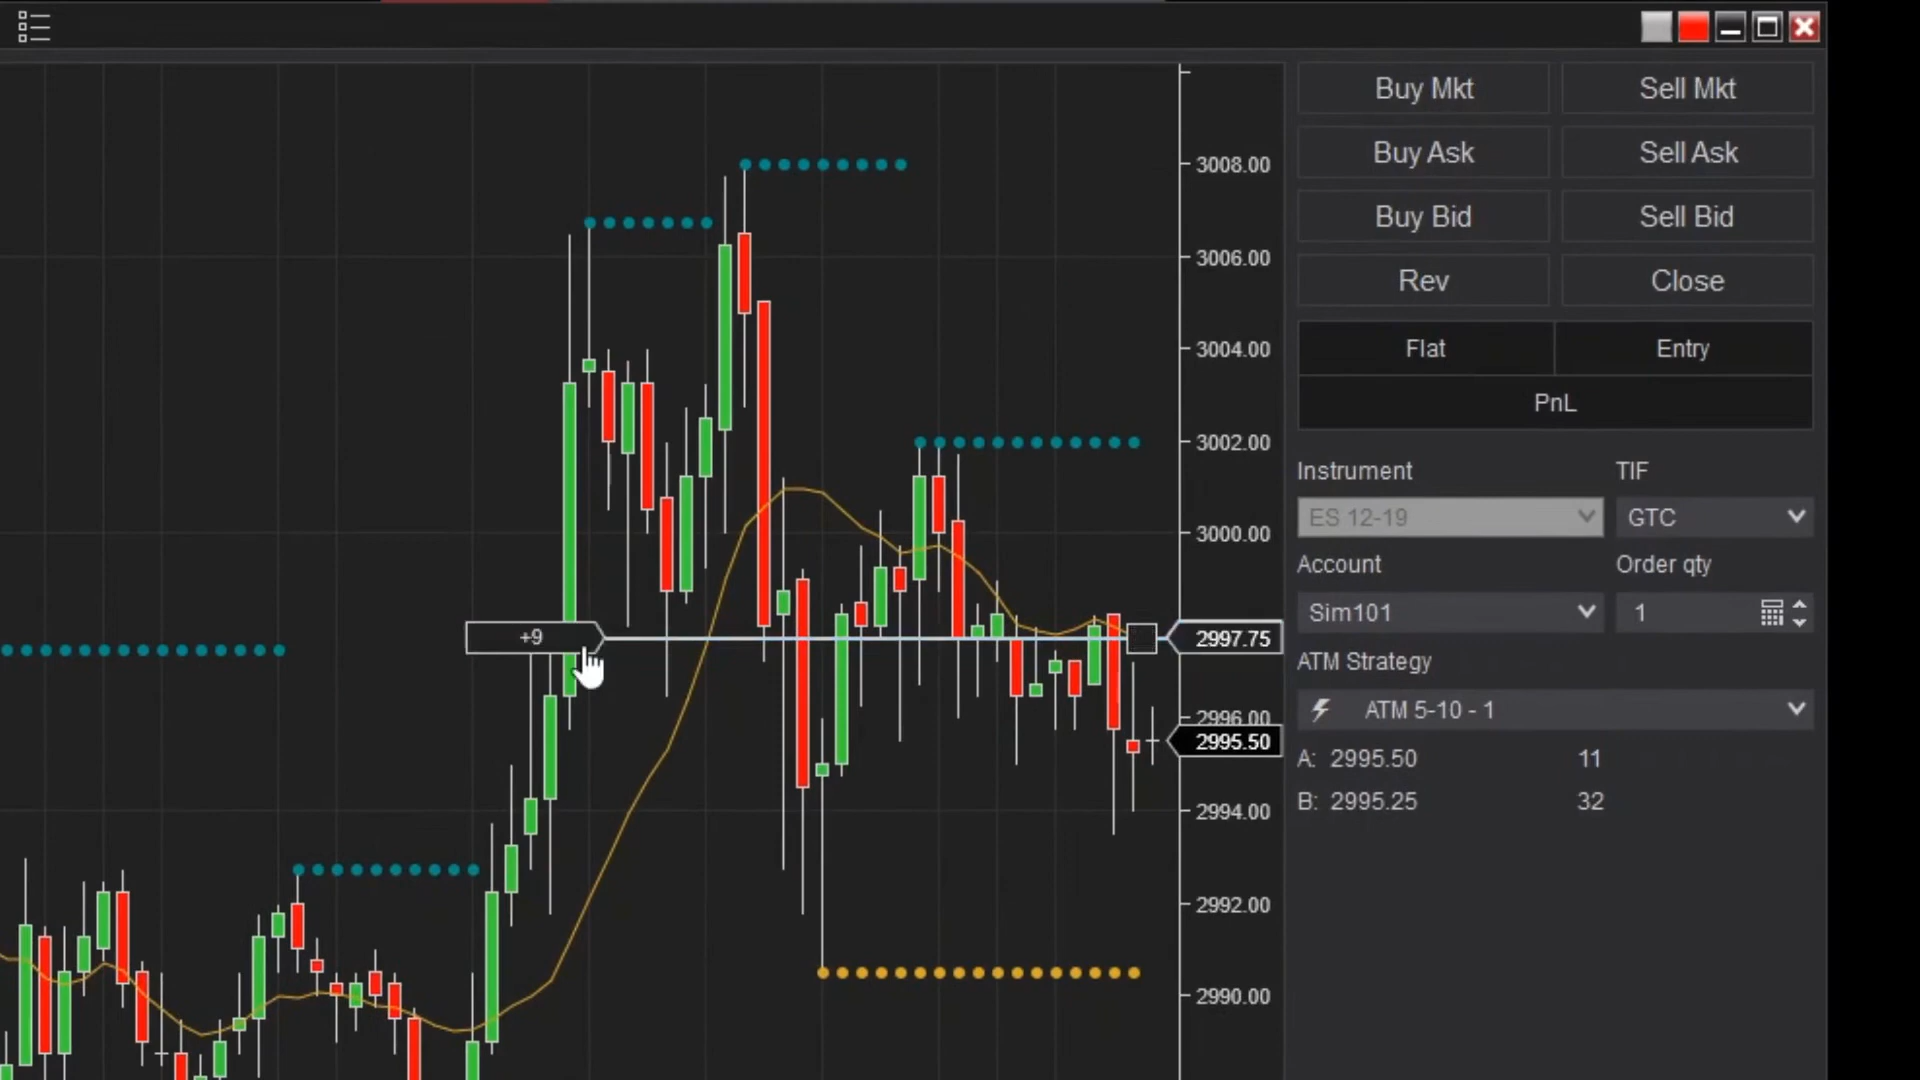 Buy Mkt Sell Mkt
Buy Ask Sell Ask
Buy Bid Sell Bid
Rev Close
Flat Entry
PnL
Instrument TIF
ES 12-19 GTC
Account Order qty
Sim101 1
ATM Strategy
ATM 5-10 - 1
A: 2995.50 11
B: 2995.25 32
3008.00
3006.00
3004.00
3002.00
3000.00
+9 2997.75
2996.00
2995.50
2994.00
2992.00
2990.00